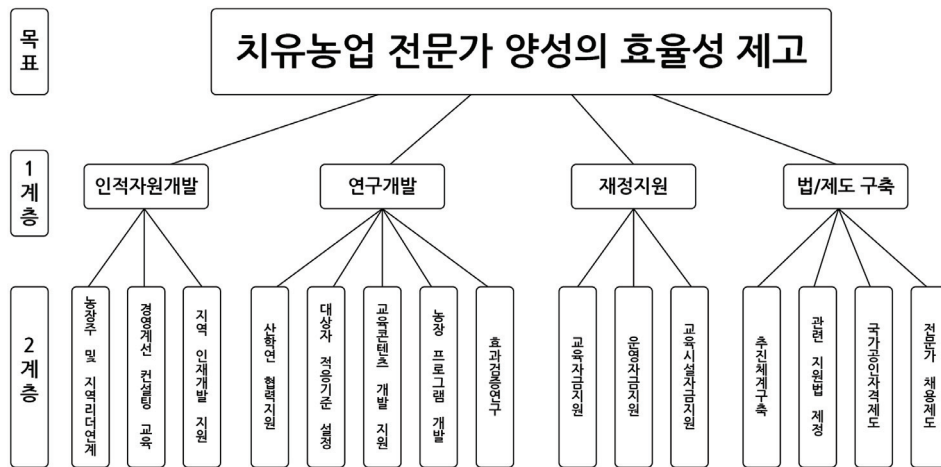 목표
치유농업 전문가 양성의 효율성 제고
1계층
인적자원개발
연구개발
재정지원
법/제도 구축
2계층
농장주 및 지역리더연계
경영계선 컨설팅 교육
지역 인재개발 지원
산학연 협력지원
대상자 적응기준 설정
교육콘텐츠 개발 지원
농장 프로그램 개발
효과검증연구
교육자금지원
운영자금지원
교육시설자금지원
추진체계구축
관련 지원법 제정
국가공인자격제도
전문가 채용제도